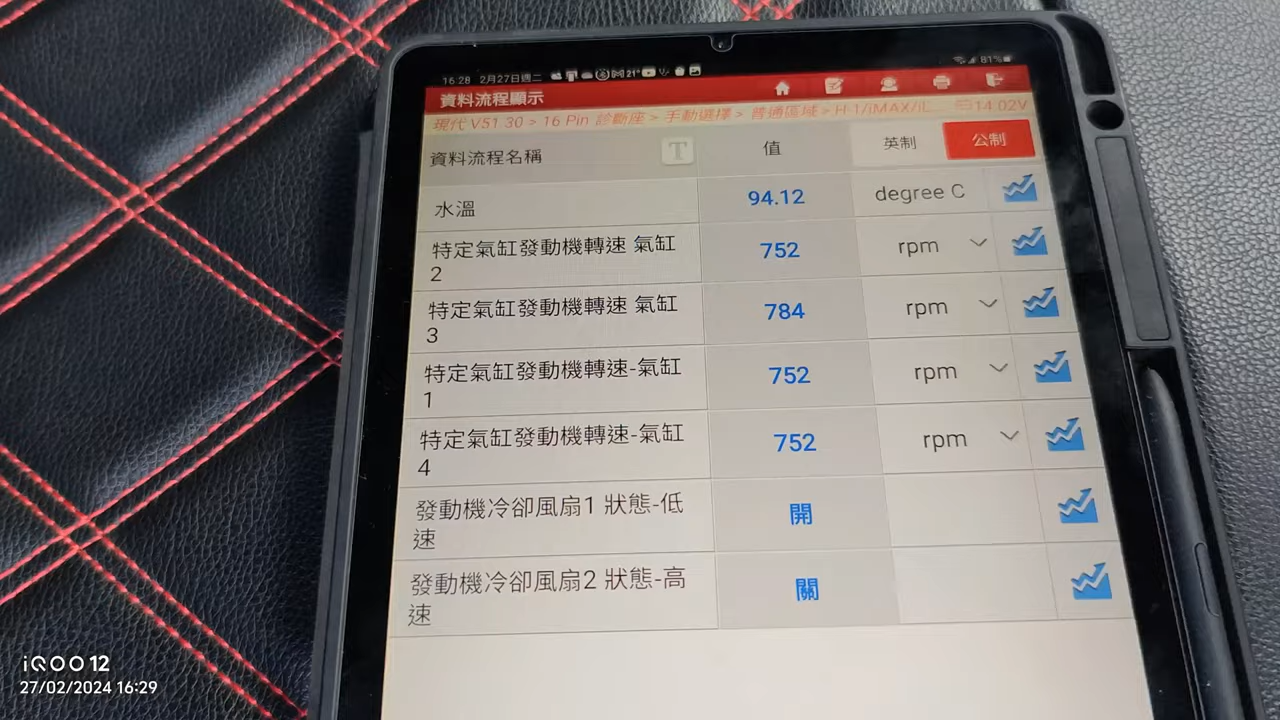 16:28 2月27日週二 21° 81%
資料流程顯示
現代 V51 30 > 16 Pin 診斷座 > 手動選擇 > 普通區域 > H-1/iMAX/iL... 14.02V
資料流程名稱 T 值 英制 公制
水溫 94.12 degree C
特定氣缸發動機轉速 氣缸
2 752 rpm
特定氣缸發動機轉速 氣缸
3 784 rpm
特定氣缸發動機轉速-氣缸
1 752 rpm
特定氣缸發動機轉速-氣缸
4 752 rpm
發動機冷卻風扇1 狀態-低
速 開
發動機冷卻風扇2 狀態-高
速 關
iQOO 12
27/02/2024 16:29